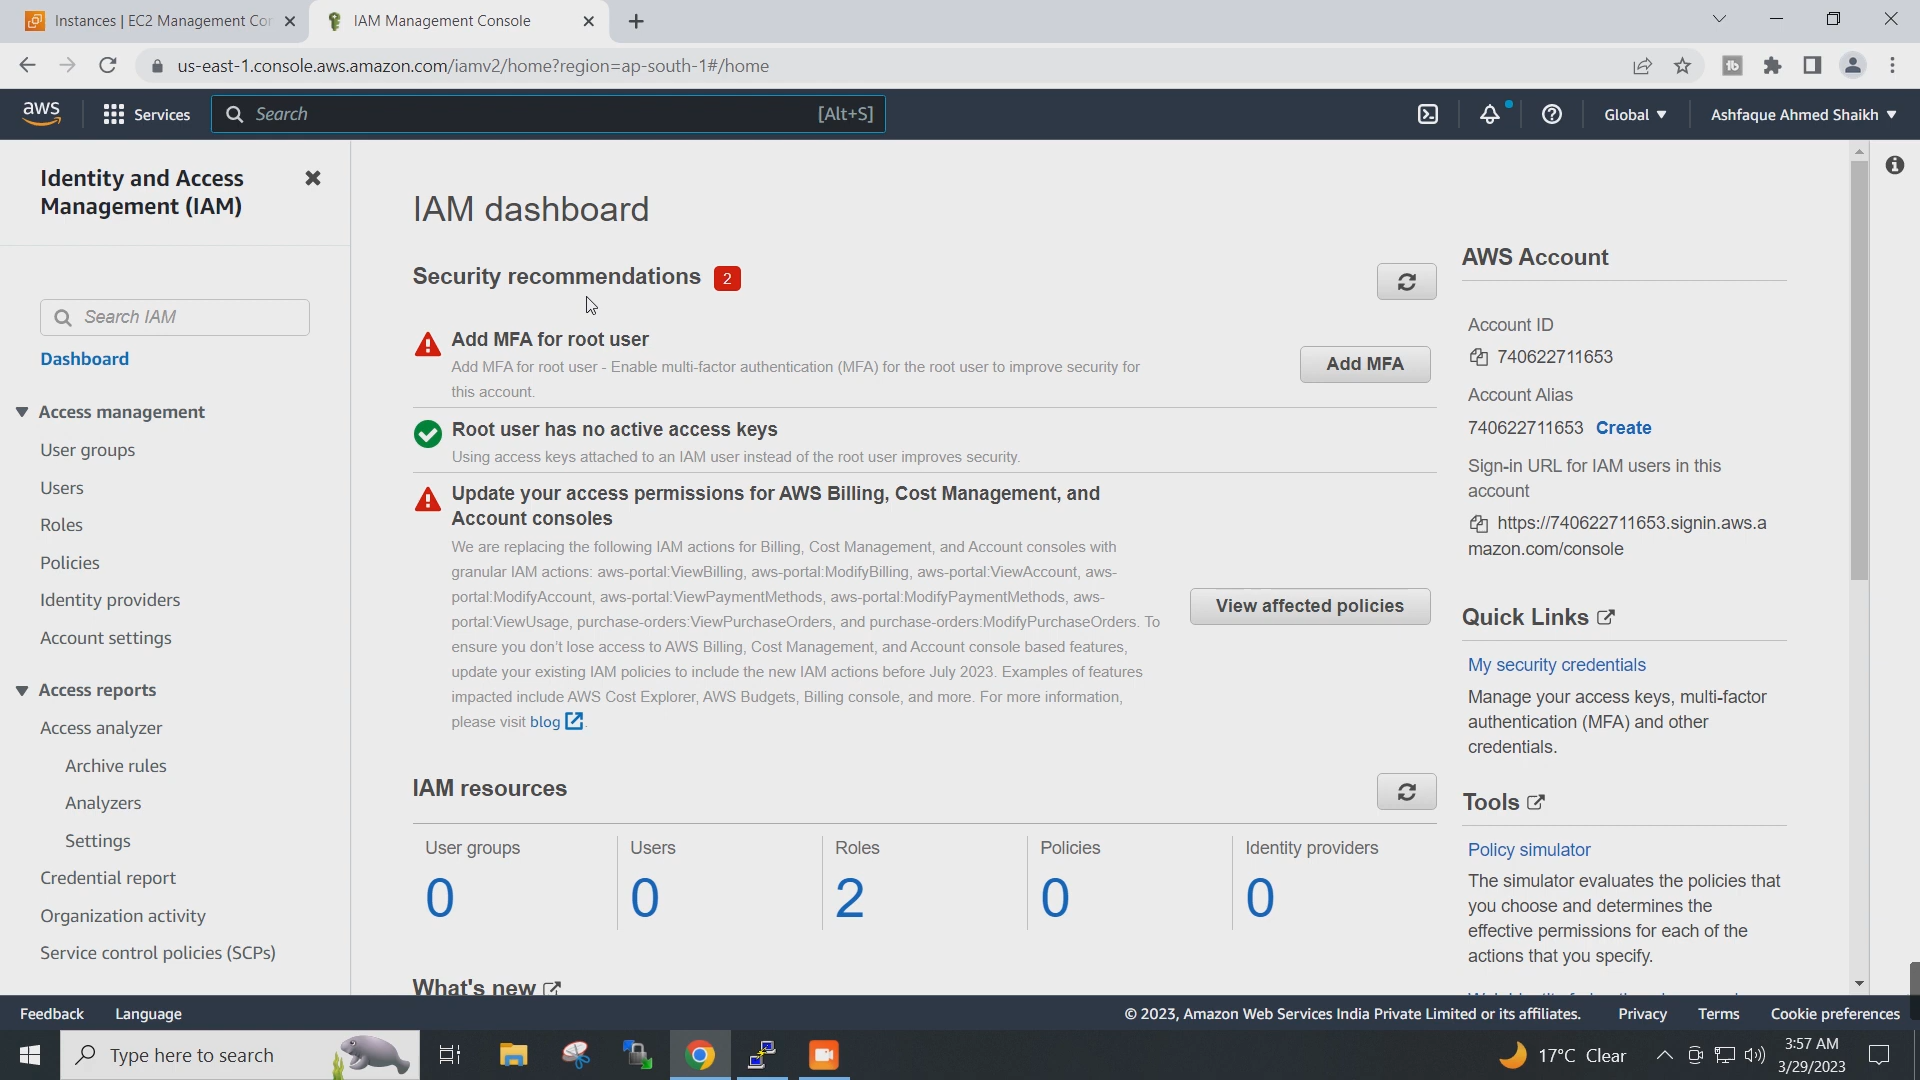 Instances | EC2 Management Con
IAM Management Console
us-east-1.console.aws.amazon.com/iamv2/home?region=ap-south-1#/home
aws
Services
Search
[Alt+S]
Global
Ashfaque Ahmed Shaikh
Identity and Access
Management (IAM)
Search IAM
Dashboard
Access management
User groups
Users
Roles
Policies
Identity providers
Account settings
Access reports
Access analyzer
Archive rules
Analyzers
Settings
Credential report
Organization activity
Service control policies (SCPs)
IAM dashboard
Security recommendations 2
Add MFA for root user
Add MFA for root user - Enable multi-factor authentication (MFA) for the root user to improve security for
this account.
Add MFA
Root user has no active access keys
Using access keys attached to an IAM user instead of the root user improves security.
Update your access permissions for AWS Billing, Cost Management, and
Account consoles
We are replacing the following IAM actions for Billing, Cost Management, and Account consoles with
granular IAM actions: aws-portal:ViewBilling, aws-portal:ModifyBilling, aws-portal:ViewAccount, aws-
portal:ModifyAccount, aws-portal:ViewPaymentMethods, aws-portal:ModifyPaymentMethods, aws-
portal:ViewUsage, purchase-orders:ViewPurchaseOrders, and purchase-orders:ModifyPurchaseOrders. To
ensure you don't lose access to AWS Billing, Cost Management, and Account console based features,
update your existing IAM policies to include the new IAM actions before July 2023. Examples of features
impacted include AWS Cost Explorer, AWS Budgets, Billing console, and more. For more information,
please visit blog .
View affected policies
IAM resources
User groups
0
Users
0
Roles
2
Policies
0
Identity providers
0
What's new
AWS Account
Account ID
740622711653
Account Alias
740622711653 Create
Sign-in URL for IAM users in this
account
https://740622711653.signin.aws.a
mazon.com/console
Quick Links
My security credentials
Manage your access keys, multi-factor
authentication (MFA) and other
credentials.
Tools
Policy simulator
The simulator evaluates the policies that
you choose and determines the
effective permissions for each of the
actions that you specify.
Feedback
Language
© 2023, Amazon Web Services India Private Limited or its affiliates.
Privacy
Terms
Cookie preferences
Type here to search
17°C Clear
3:57 AM
3/29/2023